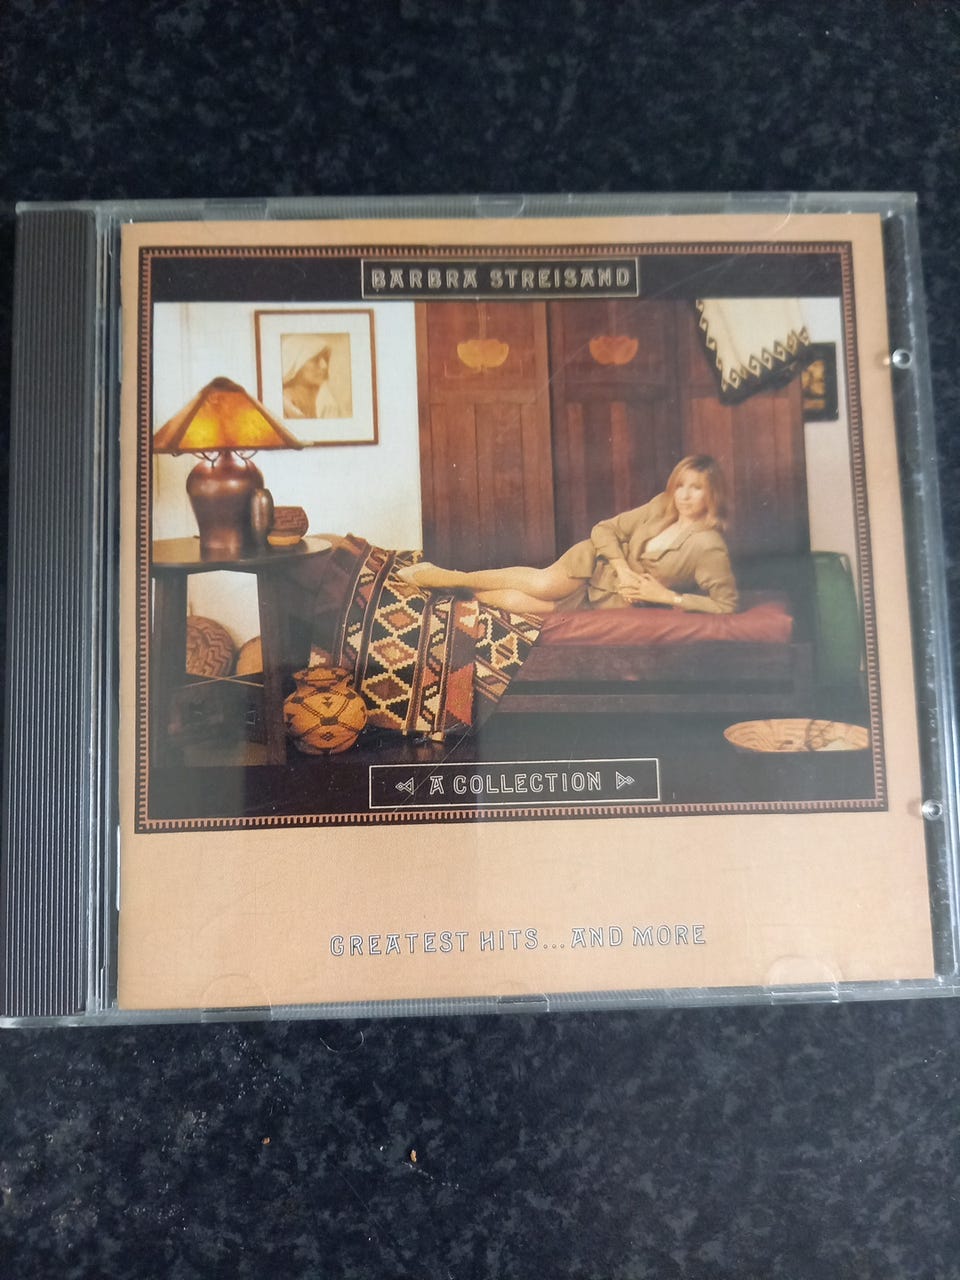 BARBRA STREISAND
A COLLECTION
GREATEST HITS...AND MORE